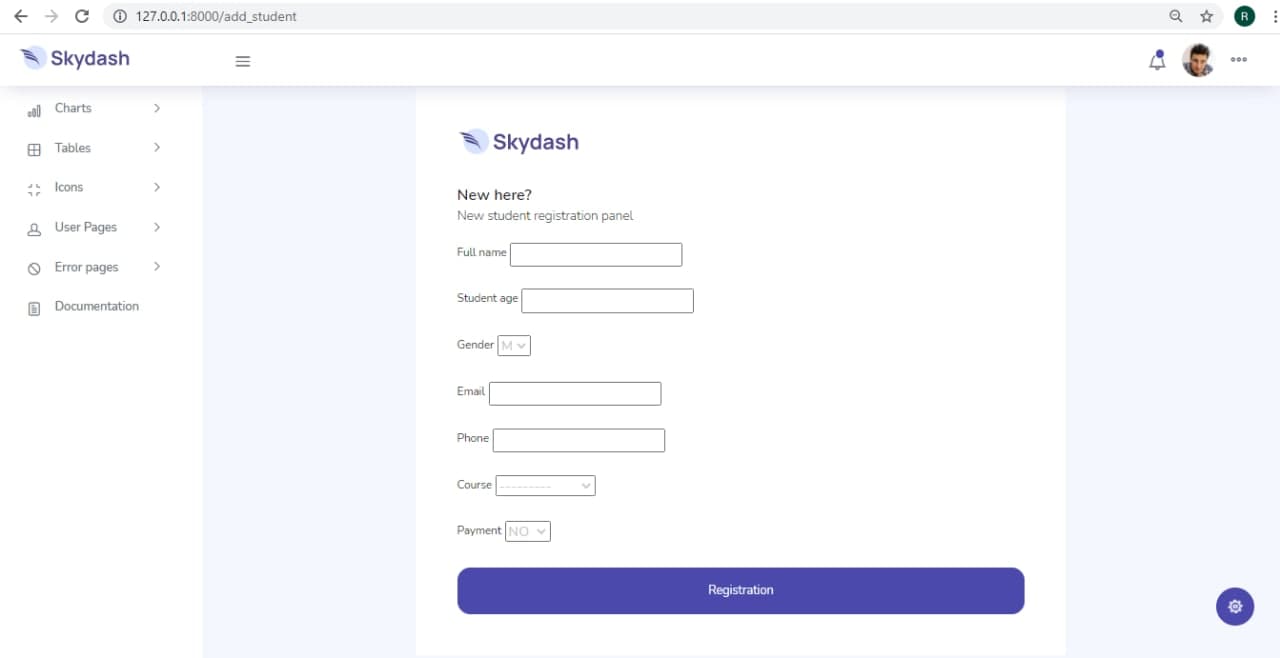 127.0.0.1:8000/add_student
R
Skydash
Charts
Tables
Icons
User Pages
Error pages
Documentation
Skydash
New here?
New student registration panel
Full name
Student age
Gender M
Email
Phone
Course ---------
Payment NO
Registration